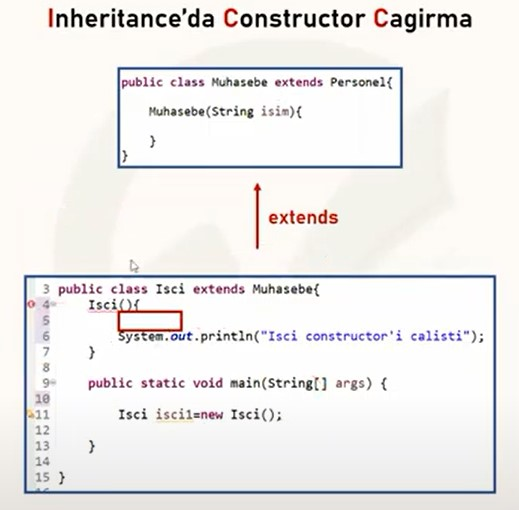 Inheritance'da Constructor Cagirma
public class Muhasebe extends Personel{
Muhasebe(String isim){
}
}
extends
3 public class Isci extends Muhasebe{
4 Isci(){
5
6 System.out.println("Isci constructor'i calisti");
7 }
8
9 public static void main(String[] args) {
10
11 Isci isci1=new Isci();
12
13 }
14
15 }